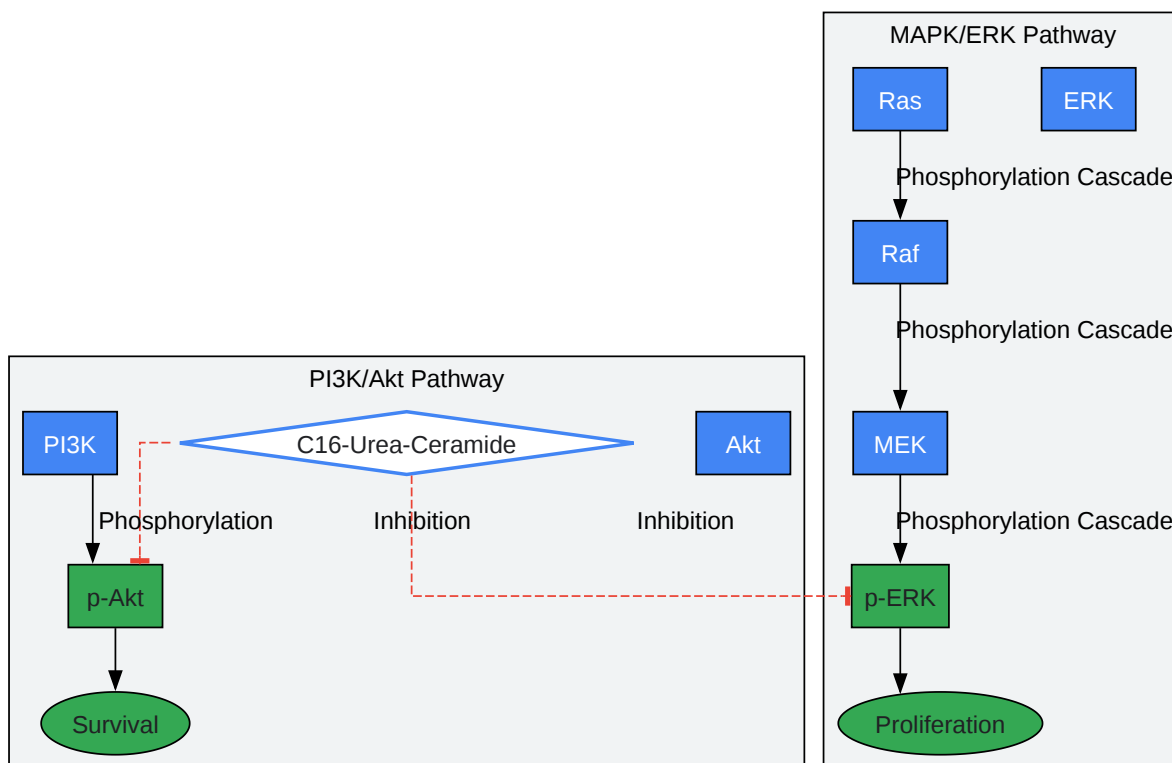 MAPK/ERK Pathway
Ras
ERK
Phosphorylation Cascade
Raf
Phosphorylation Cascade
PI3K/Akt Pathway
PI3K
C16-Urea-Ceramide
Akt
MEK
Phosphorylation
Inhibition
Inhibition
Phosphorylation Cascade
p-Akt
p-ERK
Survival
Proliferation